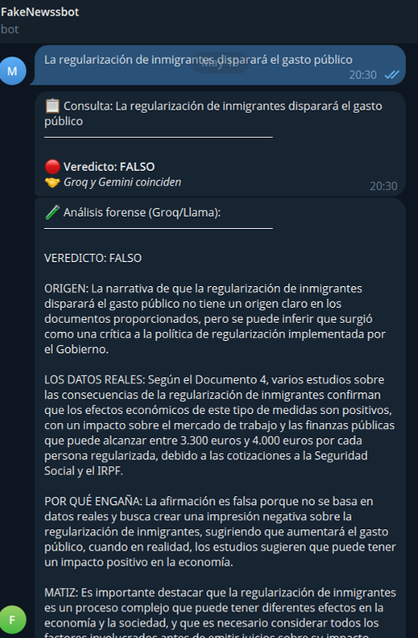 FakeNewssbot
bot
La regularización de inmigrantes disparará el gasto público
20:30
M
📋 Consulta: La regularización de inmigrantes disparará el gasto
público
🔴 Veredicto: FALSO
🤝 Groq y Gemini coinciden
20:30
🧪 Análisis forense (Groq/Llama):
VEREDICTO: FALSO
ORIGEN: La narrativa de que la regularización de inmigrantes
disparará el gasto público no tiene un origen claro en los
documentos proporcionados, pero se puede inferir que surgió
como una crítica a la política de regularización implementada por
el Gobierno.
LOS DATOS REALES: Según el Documento 4, varios estudios sobre
las consecuencias de la regularización de inmigrantes confirman
que los efectos económicos de este tipo de medidas son positivos,
con un impacto sobre el mercado de trabajo y las finanzas públicas
que puede alcanzar entre 3.300 euros y 4.000 euros por cada
persona regularizada, debido a las cotizaciones a la Seguridad
Social y el IRPF.
POR QUÉ ENGAÑA: La afirmación es falsa porque no se basa en
datos reales y busca crear una impresión negativa sobre la
regularización de inmigrantes, sugiriendo que aumentará el gasto
público, cuando en realidad, los estudios sugieren que puede tener
un impacto positivo en la economía.
MATIZ: Es importante destacar que la regularización de inmigrantes
es un proceso complejo que puede tener diferentes efectos en la
economía y la sociedad, y que es necesario considerar todos los
factores involucrados antes de emitir juicios sobre su impacto
F